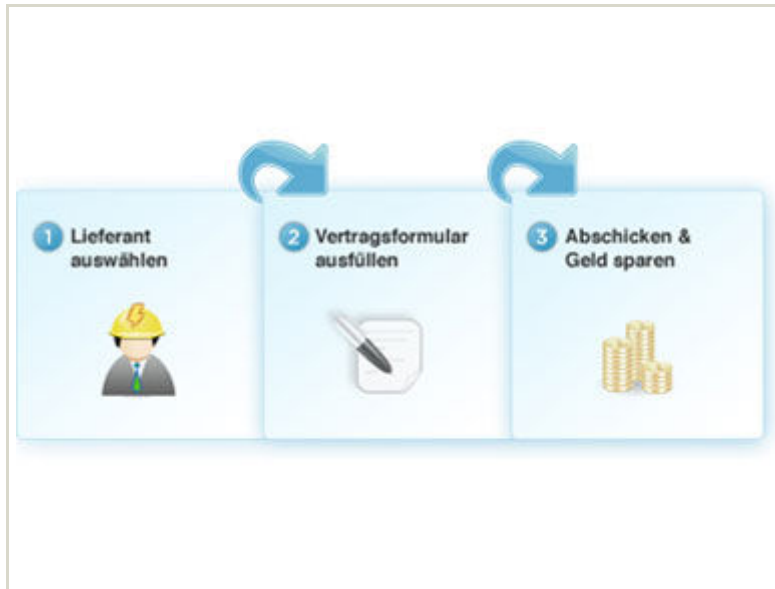 1 Lieferant
auswählen
2 Vertragsformular
ausfüllen
3 Abschicken &
Geld sparen